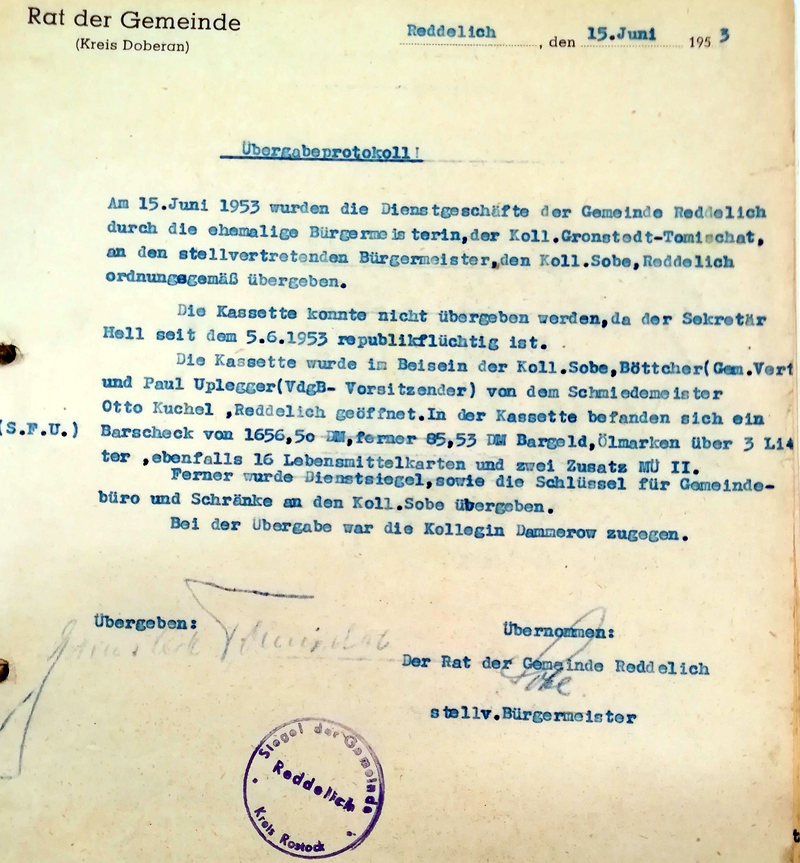 Rat der Gemeinde
(Kreis Doberan)
Reddelich, den 15.Juni 1953
Übergabeprotokoll!
Am 15.Juni 1953 wurden die Dienstgeschäfte der Gemeinde Reddelich
durch die ehemalige Bürgermeisterin,der Koll.Gronstedt-Tomischat,
an den stellvertretenden Bürgermeister,den Koll.Sobe,Reddelich
ordnungsgemäß übergeben.
Die Kassette konnte nicht übergeben werden,da der Sekretär
Hell seit dem 5.6.1953 republikflüchtig ist.
Die Kassette wurde im Beisein der Koll.Sobe,Böttcher(Gem.Vert
und Paul Uplegger(VdgB- Vorsitzender) von dem Schmiedemeister
Otto Kuchel ,Reddelich geöffnet.In der Kassette befanden sich ein
(S.F.U.) Barscheck von 1656,50 DM,ferner 85,53 DM Bargeld,Ölmarken über 3 Li
ter ,ebenfalls 16 Lebensmittelkarten und zwei Zusatz MÜ II.
Ferner wurde Dienstsiegel,sowie die Schlüssel für Gemeinde-
büro und Schränke an den Koll.Sobe übergeben.
Bei der Übergabe war die Kollegin Dammerow zugegen.
Übergeben:
Übernommen:
Der Rat der Gemeinde Reddelich
Sobe
stellv.Bürgermeister
Siegel der Gemeinde
Reddelich
Kreis Rostock